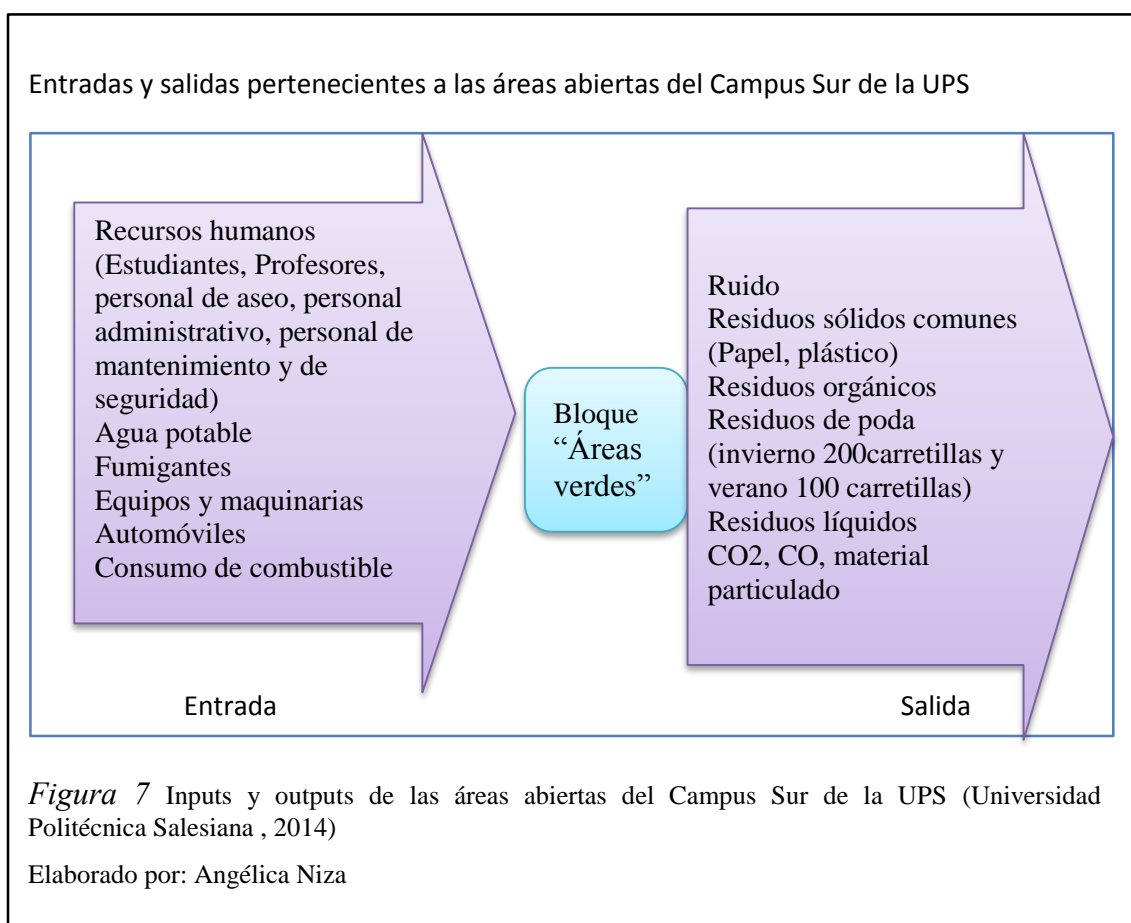 Entradas y salidas pertenecientes a las áreas abiertas del Campus Sur de la UPS
Recursos humanos
(Estudiantes, Profesores,
personal de aseo, personal
administrativo, personal de
mantenimiento y de
seguridad)
Agua potable
Fumigantes
Equipos y maquinarias
Automóviles
Consumo de combustible
Entrada
Bloque
“Áreas
verdes”
Ruido
Residuos sólidos comunes
(Papel, plástico)
Residuos orgánicos
Residuos de poda
(invierno 200carretillas y
verano 100 carretillas)
Residuos líquidos
CO2, CO, material
particulado
Salida
Figura 7 Inputs y outputs de las áreas abiertas del Campus Sur de la UPS (Universidad
Politécnica Salesiana , 2014)
Elaborado por: Angélica Niza